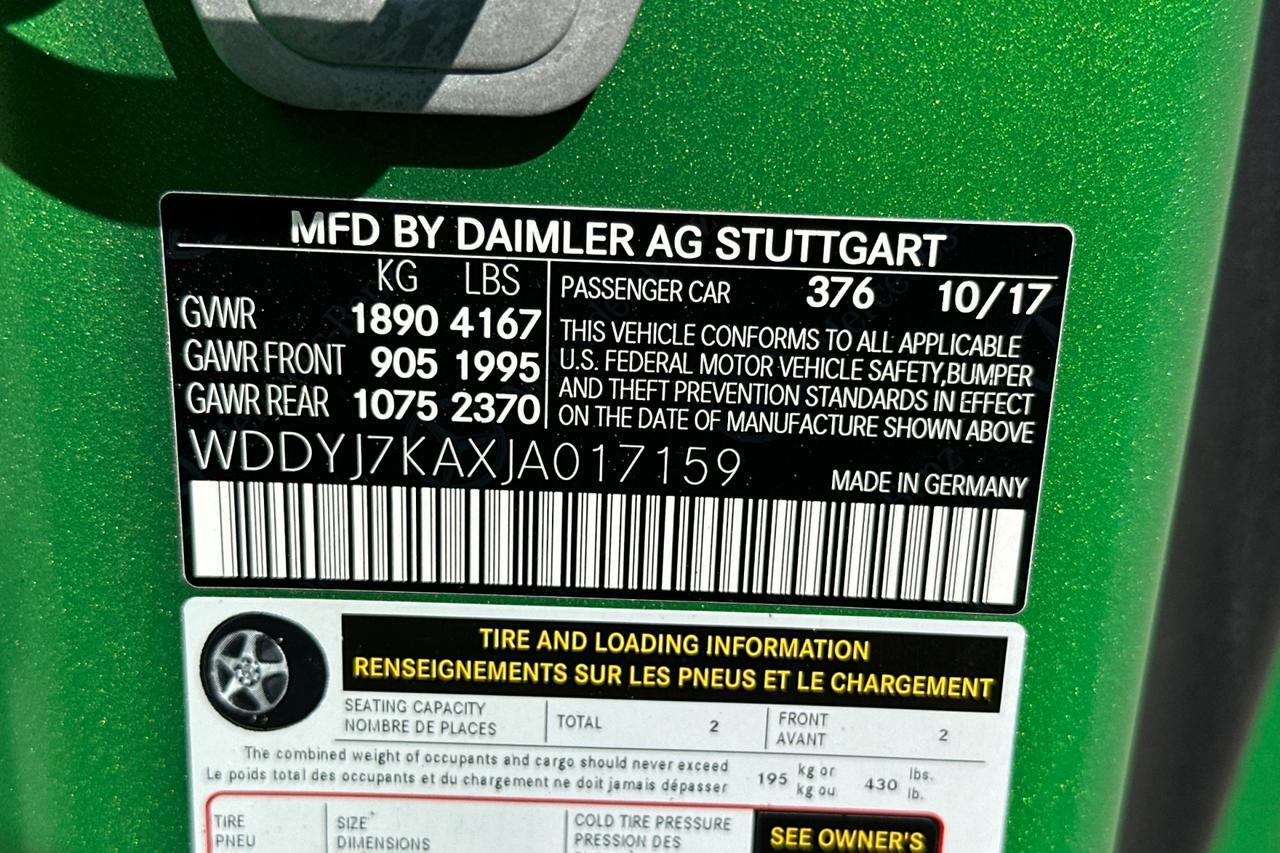 MFD BY DAIMLER AG STUTTGART
KG LBS
GVWR 1890 4167
GAWR FRONT 905 1995
GAWR REAR 1075 2370
PASSENGER CAR 376 10/17
THIS VEHICLE CONFORMS TO ALL APPLICABLE
U.S. FEDERAL MOTOR VEHICLE SAFETY,BUMPER
AND THEFT PREVENTION STANDARDS IN EFFECT
ON THE DATE OF MANUFACTURE SHOWN ABOVE
WDDYJ7KAXJA017159
MADE IN GERMANY
TIRE AND LOADING INFORMATION
RENSEIGNEMENTS SUR LES PNEUS ET LE CHARGEMENT
SEATING CAPACITY
NOMBRE DE PLACES
TOTAL 2
FRONT
AVANT
2
The combined weight of occupants and cargo should never exceed
Le poids total des occupants et du chargement ne doit jamais dépasser
195 kg or
kg ou
430 lbs.
lb.
TIRE
PNEU
SIZE
DIMENSIONS
COLD TIRE PRESSURE
PRESSION DES
SEE OWNER'S